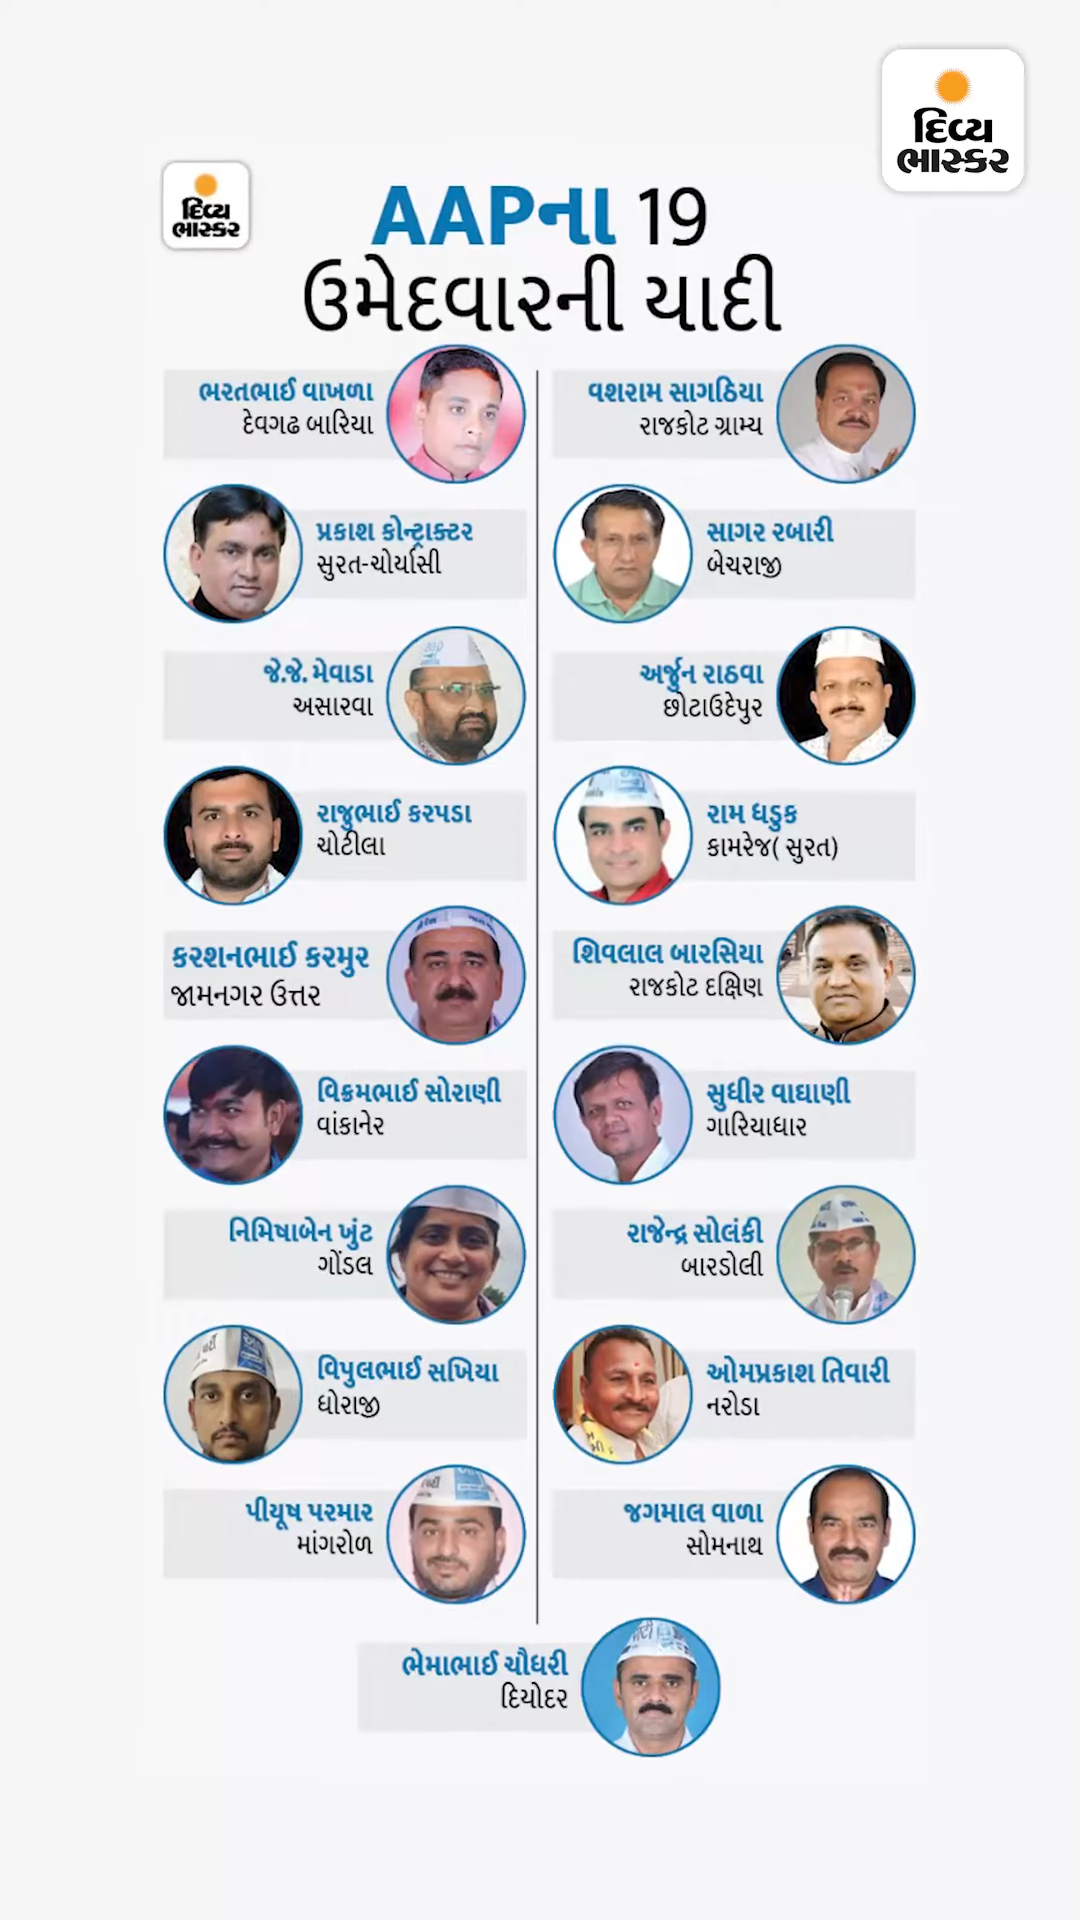 દિવ્ય
ભાસ્કર
દિવ્ય
ભાસ્કર
AAPના 19
ઉમેદવારની યાદી
ભરતભાઈ વાખળા
દેવગઢ બારિયા
વશરામ સાગઠિયા
રાજકોટ ગ્રામ્ય
પ્રકાશ કોન્ટ્રાક્ટર
સુરત-ચોર્યાસી
સાગર રબારી
બેચરાજી
જે.જે. મેવાડા
અસારવા
અર્જુન રાઠવા
છોટાઉદેપુર
રાજુભાઈ કરપડા
ચોટીલા
રામ ધડુક
કામરેજ( સુરત)
કરશનભાઈ કરમુર
જામનગર ઉત્તર
શિવલાલ બારસિયા
રાજકોટ દક્ષિણ
વિક્રમભાઈ સોરાણી
વાંકાનેર
સુધીર વાઘાણી
ગારિયાધાર
નિમિષાબેન ખુંટ
ગોંડલ
રાજેન્દ્ર સોલંકી
બારડોલી
વિપુલભાઈ સખિયા
ધોરાજી
ઓમપ્રકાશ તિવારી
નરોડા
પીયૂષ પરમાર
માંગરોળ
જગમાલ વાળા
સોમનાથ
ભેમાભાઈ ચૌધરી
દિયોદર